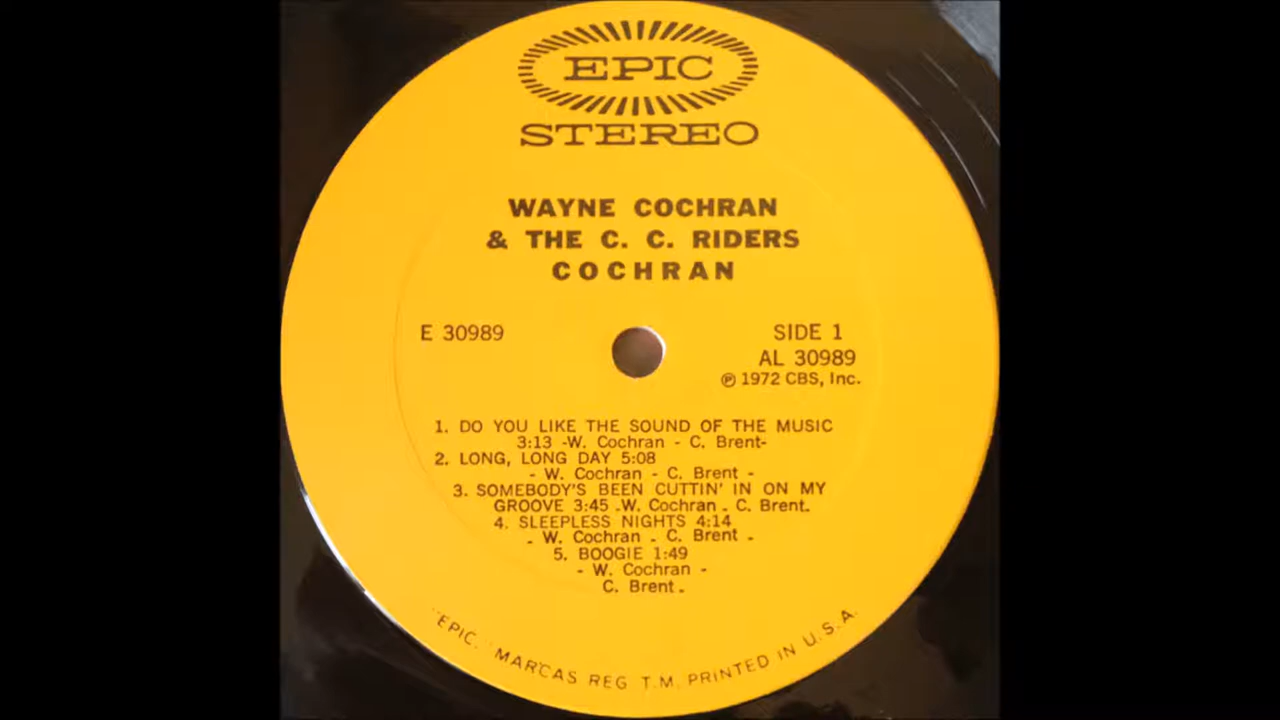 EPIC
STEREO
WAYNE COCHRAN
& THE C. C. RIDERS
COCHRAN
E 30989
SIDE 1
AL 30989
℗ 1972 CBS, Inc.
1. DO YOU LIKE THE SOUND OF THE MUSIC
3:13 -W. Cochran - C. Brent-
2. LONG, LONG DAY 5:08
- W. Cochran - C. Brent -
3. SOMEBODY'S BEEN CUTTIN' IN ON MY
GROOVE 3:45 -W. Cochran - C. Brent.
4. SLEEPLESS NIGHTS 4:14
- W. Cochran - C. Brent -
5. BOOGIE 1:49
- W. Cochran -
C. Brent -
"EPIC," MARCAS REG T.M. PRINTED IN U.S.A.